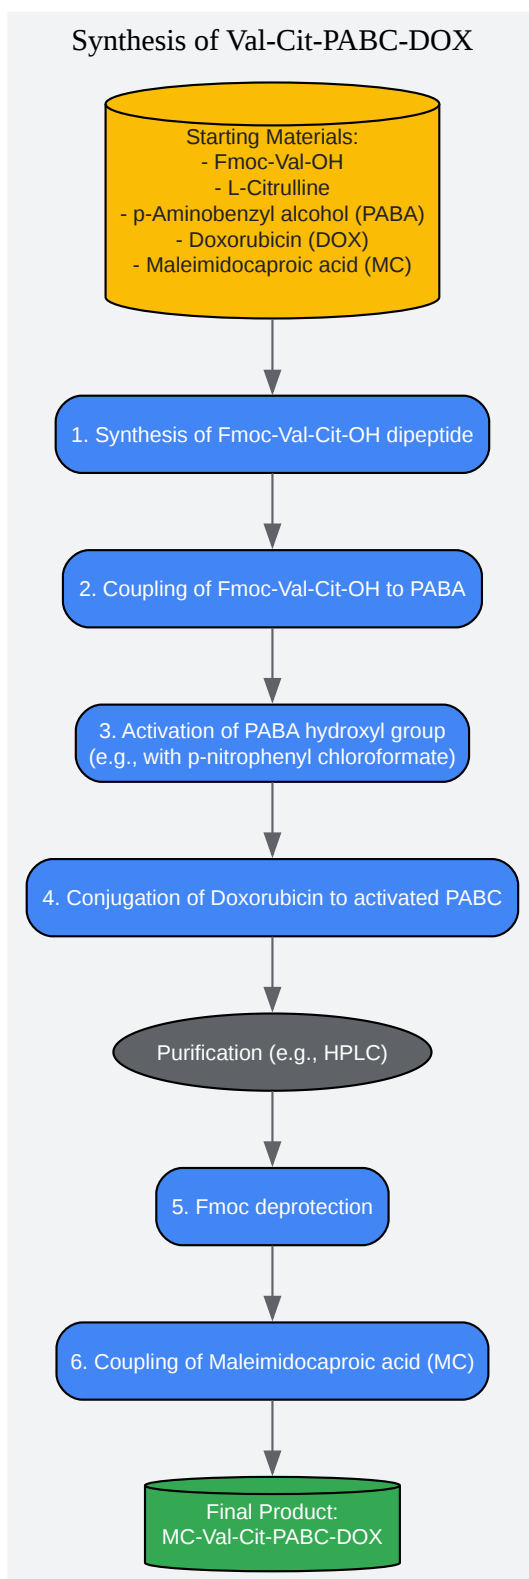 Synthesis of Val-Cit-PABC-DOX
Starting Materials:
- Fmoc-Val-OH
- L-Citrulline
- p-Aminobenzyl alcohol (PABA)
- Doxorubicin (DOX)
- Maleimidocaproic acid (MC)
1. Synthesis of Fmoc-Val-Cit-OH dipeptide
2. Coupling of Fmoc-Val-Cit-OH to PABA
3. Activation of PABA hydroxyl group
(e.g., with p-nitrophenyl chloroformate)
4. Conjugation of Doxorubicin to activated PABC
Purification (e.g., HPLC)
5. Fmoc deprotection
6. Coupling of Maleimidocaproic acid (MC)
Final Product:
MC-Val-Cit-PABC-DOX